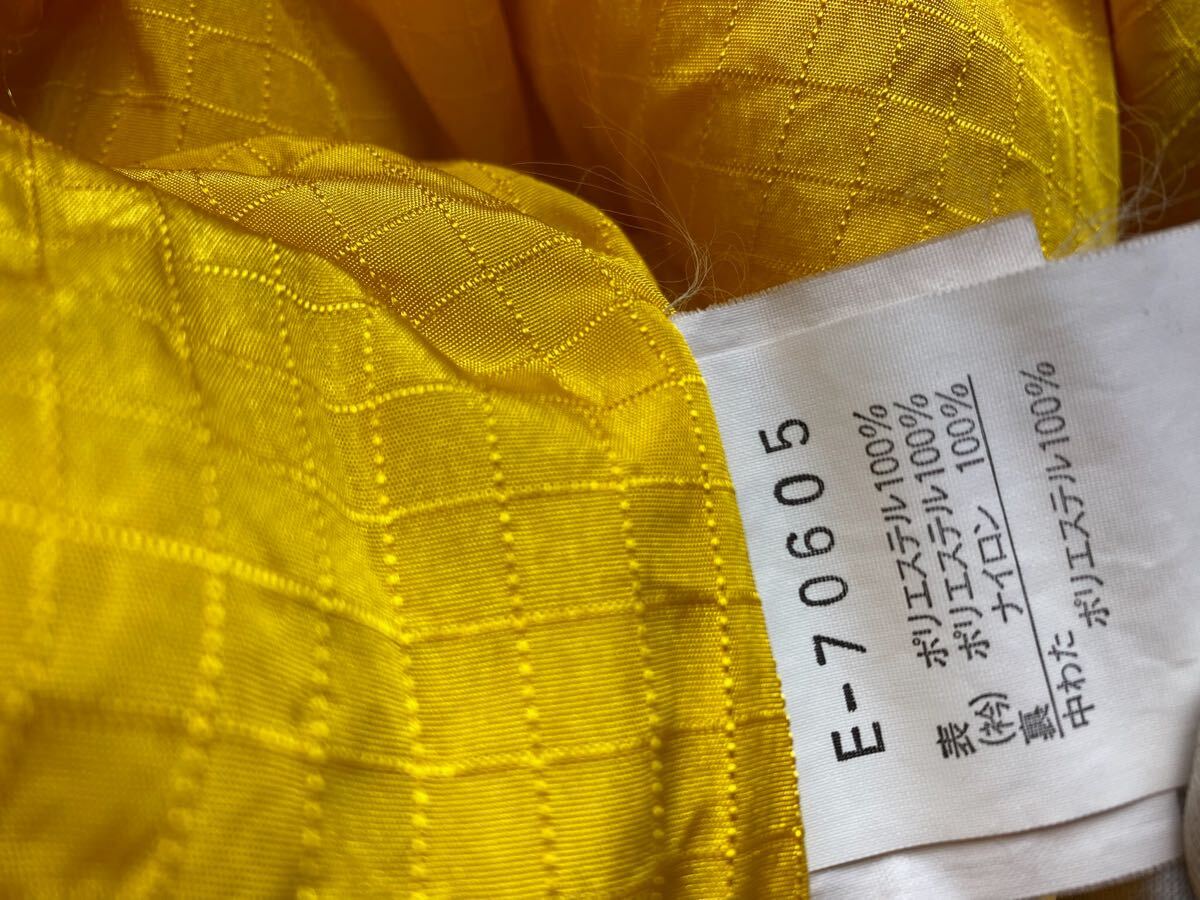 E-70605
表 ポリエステル100%
(衿) ポリエステル100%
裏 ナイロン 100%
中わた
ポリエステル100%